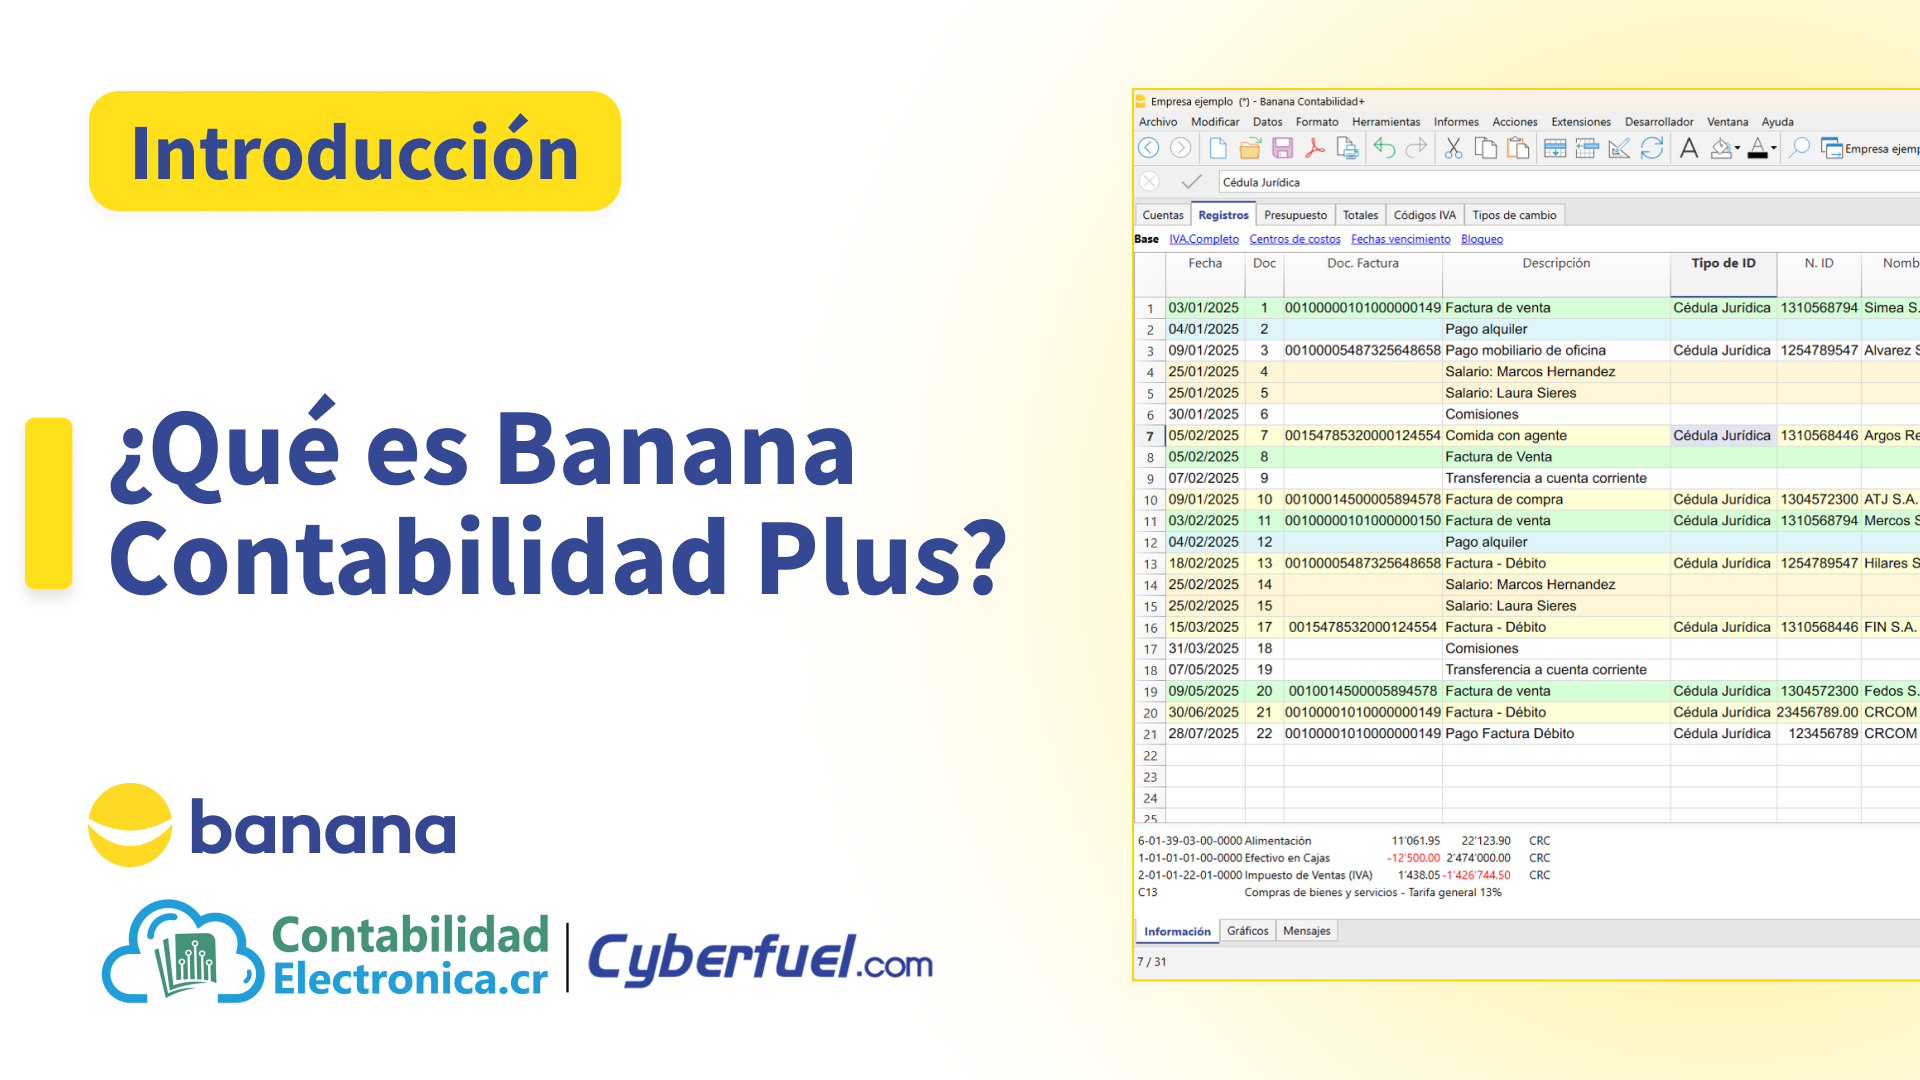 Introducción
¿Qué es Banana
Contabilidad Plus?
banana
Contabilidad
Electronica.cr
Cyberfuel.com
Empresa ejemplo (*) - Banana Contabilidad+
Archivo Modificar Datos Formato Herramientas Informes Acciones Extensiones Desarrollador Ventana Ayuda
Empresa ejemp
Cédula Jurídica
Cuentas Registros Presupuesto Totales Códigos IVA Tipos de cambio
Base IVA.Completo Centros de costos Fechas vencimiento Bloqueo
Fecha Doc Doc. Factura Descripción Tipo de ID N. ID Nomb
1 03/01/2025 1 00100000101000000149 Factura de venta Cédula Jurídica 1310568794 Simea S.
2 04/01/2025 2 Pago alquiler
3 09/01/2025 3 00100005487325648658 Pago mobiliario de oficina Cédula Jurídica 1254789547 Alvarez S
4 25/01/2025 4 Salario: Marcos Hernandez
5 25/01/2025 5 Salario: Laura Sieres
6 30/01/2025 6 Comisiones
7 05/02/2025 7 00154785320000124554 Comida con agente Cédula Jurídica 1310568446 Argos Re
8 05/02/2025 8 Factura de Venta
9 07/02/2025 9 Transferencia a cuenta corriente
10 09/01/2025 10 00100014500005894578 Factura de compra Cédula Jurídica 1304572300 ATJ S.A.
11 03/02/2025 11 00100000101000000150 Factura de venta Cédula Jurídica 1310568794 Mercos S
12 04/02/2025 12 Pago alquiler
13 18/02/2025 13 00100005487325648658 Factura - Débito Cédula Jurídica 1254789547 Hilares S
14 25/02/2025 14 Salario: Marcos Hernandez
15 25/02/2025 15 Salario: Laura Sieres
16 15/03/2025 17 0015478532000124554 Factura - Débito Cédula Jurídica 1310568446 FIN S.A.
17 31/03/2025 18 Comisiones
18 07/05/2025 19 Transferencia a cuenta corriente
19 09/05/2025 20 0010014500005894578 Factura de venta Cédula Jurídica 1304572300 Fedos S.
20 30/06/2025 21 00100001010000000149 Factura - Débito Cédula Jurídica 23456789.00 CRCOM
21 28/07/2025 22 00100001010000000149 Pago Factura Débito Cédula Jurídica 123456789 CRCOM
22
23
24
25
6-01-39-03-00-0000 Alimentación 11'061.95 22'123.90 CRC
1-01-01-01-00-0000 Efectivo en Cajas -12'500.00 2'474'000.00 CRC
2-01-01-22-01-0000 Impuesto de Ventas (IVA) 1'438.05 -1'426'744.50 CRC
C13 Compras de bienes y servicios - Tarifa general 13%
Información Gráficos Mensajes
7 / 31